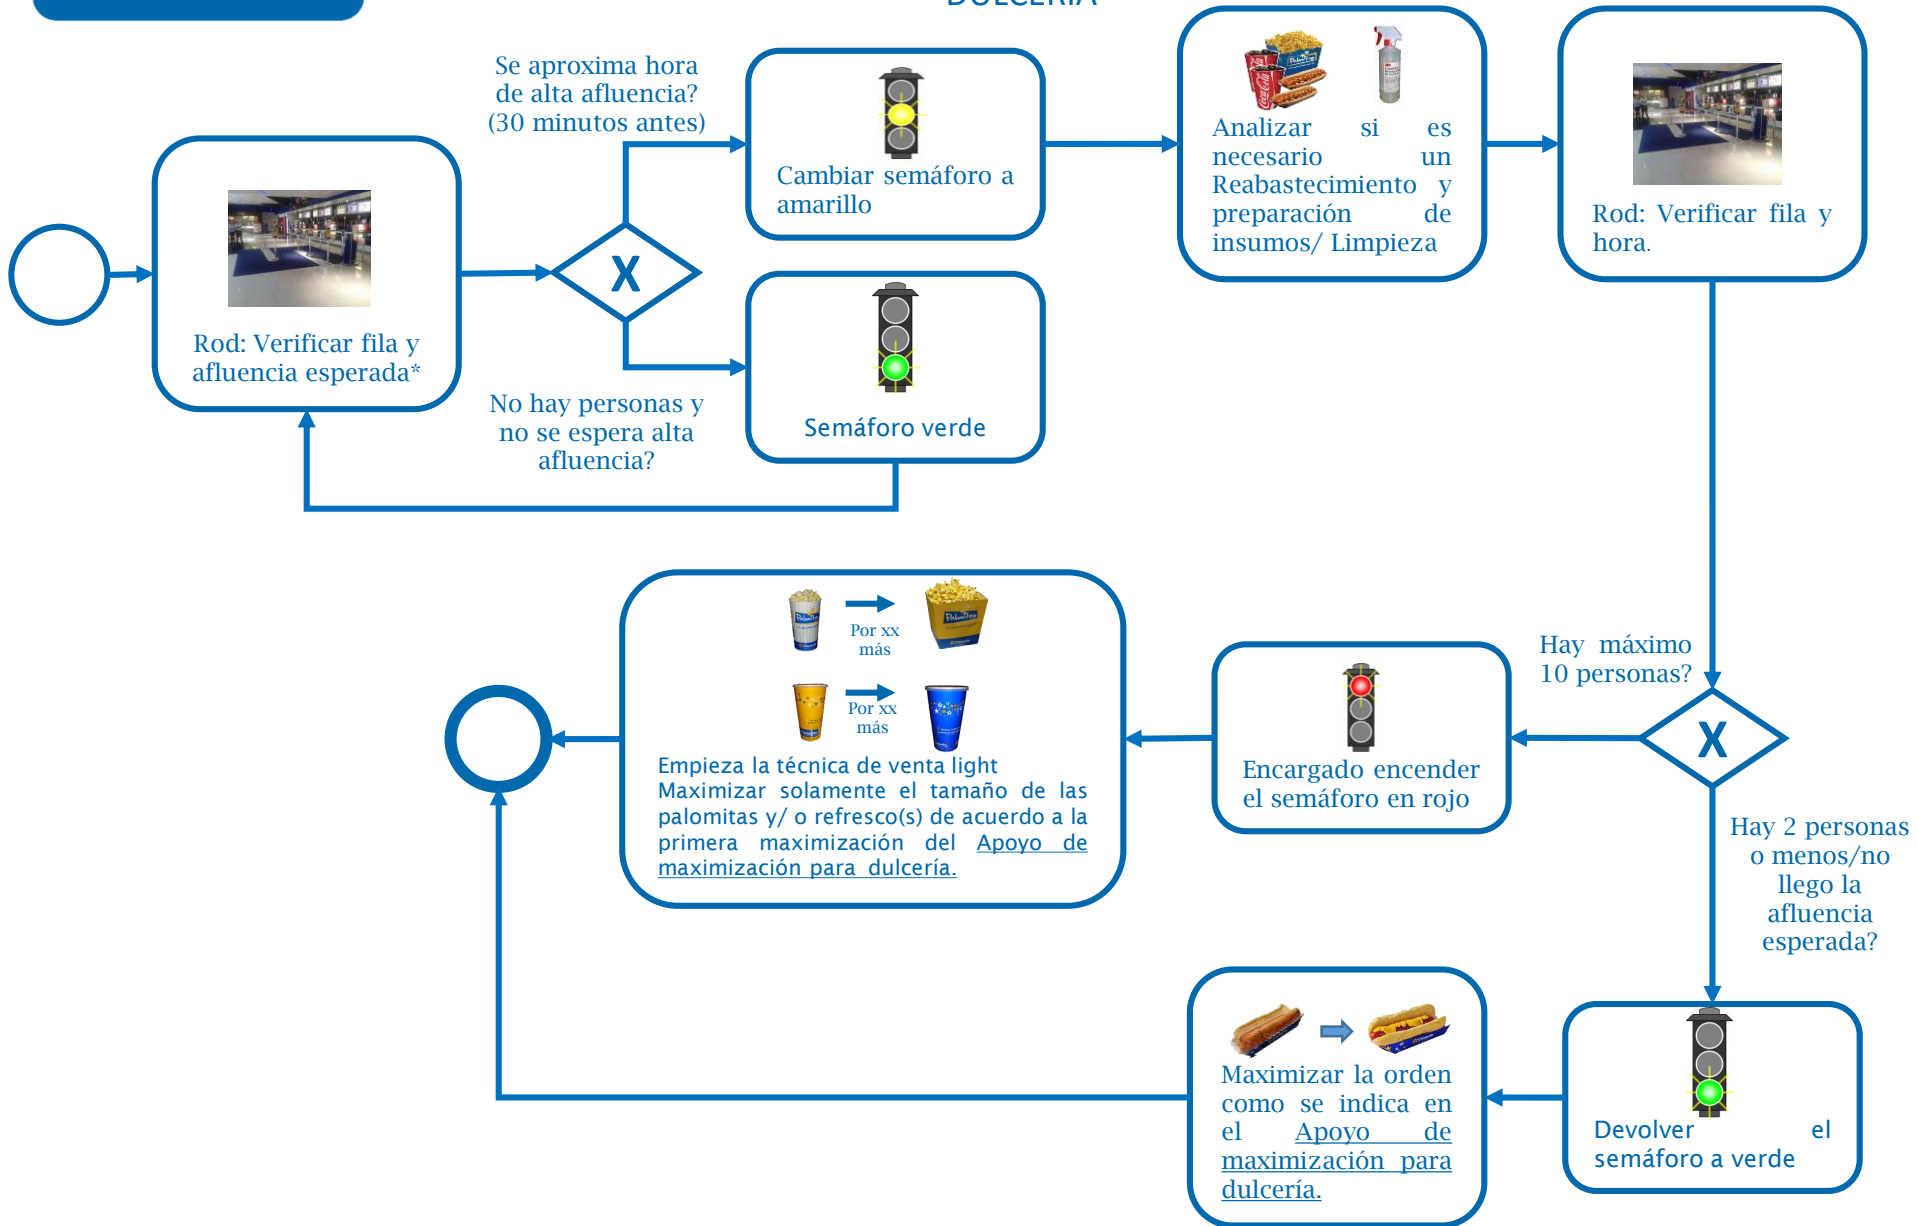 DULCERÍA
Se aproxima hora
de alta afluencia?
(30 minutos antes)
Cambiar semáforo a
amarillo
Analizar si es
necesario un
Reabastecimiento y
preparación de
insumos/ Limpieza
Rod: Verificar fila y
hora.
Rod: Verificar fila y
afluencia esperada*
X
No hay personas y
no se espera alta
afluencia?
Semáforo verde
Hay máximo
10 personas?
X
Encargado encender
el semáforo en rojo
Por xx
más
Por xx
más
Empieza la técnica de venta light
Maximizar solamente el tamaño de las
palomitas y/ o refresco(s) de acuerdo a la
primera maximización del Apoyo de
maximización para dulcería.
Hay 2 personas
o menos/no
llego la
afluencia
esperada?
Devolver el
semáforo a verde
Maximizar la orden
como se indica en
el Apoyo de
maximización para
dulcería.